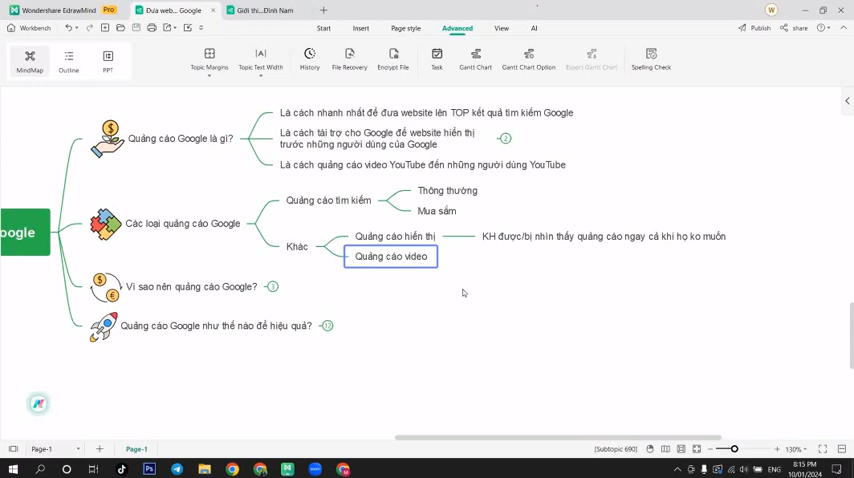 Wondershare EdrawMind
Pro
Đưa web... Google
Giới thi...Đình Nam
W
Workbench
Start
Insert
Page style
Advanced
View
AI
Publish
share
MindMap
Outline
PPT
Topic Margins
Topic Text Width
History
File Recovery
Encrypt File
Task
Gantt Chart
Gantt Chart Option
Export Gantt Chart
Spelling Check
Là cách nhanh nhất để đưa website lên TOP kết quả tìm kiếm Google
Quảng cáo Google là gì?
Là cách tài trợ cho Google để website hiển thị
trước những người dùng của Google
2
Là cách quảng cáo video YouTube đến những người dùng YouTube
oogle
Các loại quảng cáo Google
Quảng cáo tìm kiếm
Thông thường
Mua sắm
Khác
Quảng cáo hiển thị
KH được/bị nhìn thấy quảng cáo ngay cả khi họ ko muốn
Quảng cáo video
Vì sao nên quảng cáo Google?
3
Quảng cáo Google như thế nào để hiệu quả?
12
Page-1
Page-1
[Subtopic 690]
130%
ENG
8:15 PM
10/01/2024